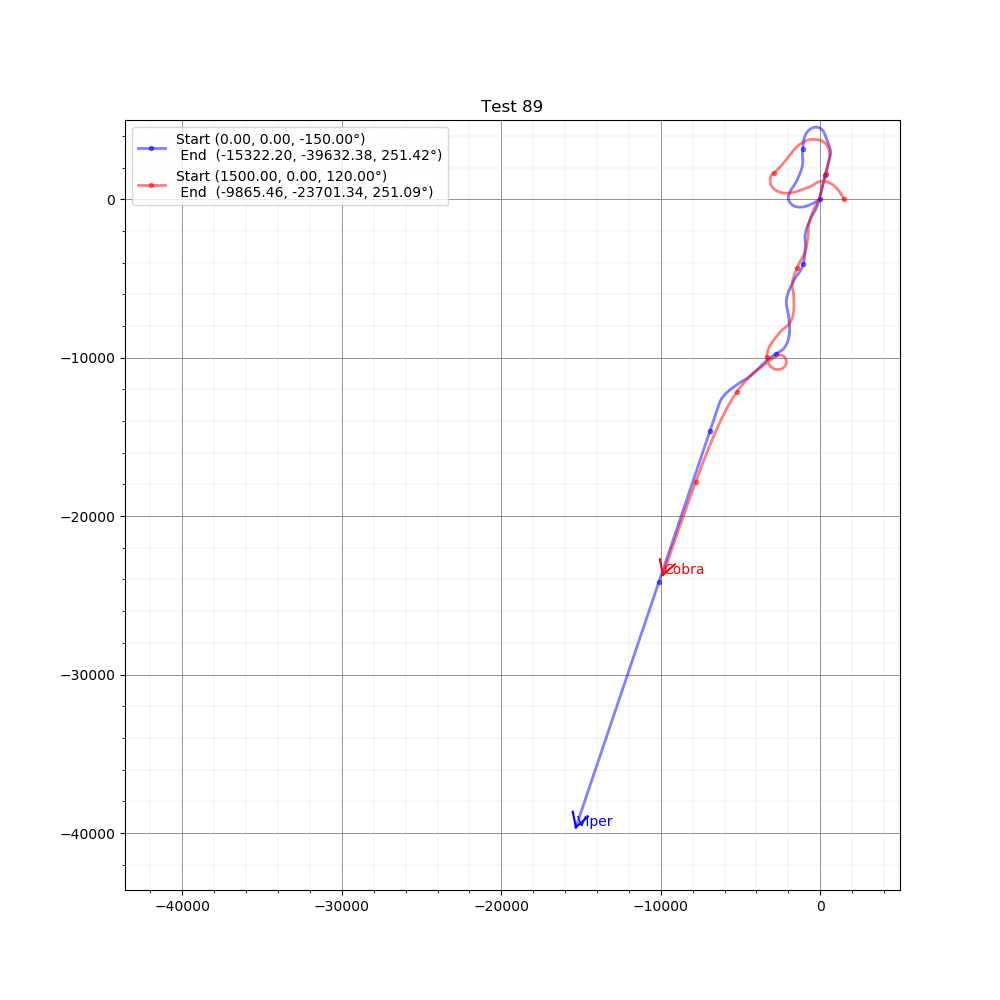 Test 89
Start (0.00, 0.00, -150.00°)
End  (-15322.20, -39632.38, 251.42°)
Start (1500.00, 0.00, 120.00°)
End  (-9865.46, -23701.34, 251.09°)
0
−10000
−20000
−30000
−40000
Cobra
Viper
−40000
−30000
−20000
−10000
0